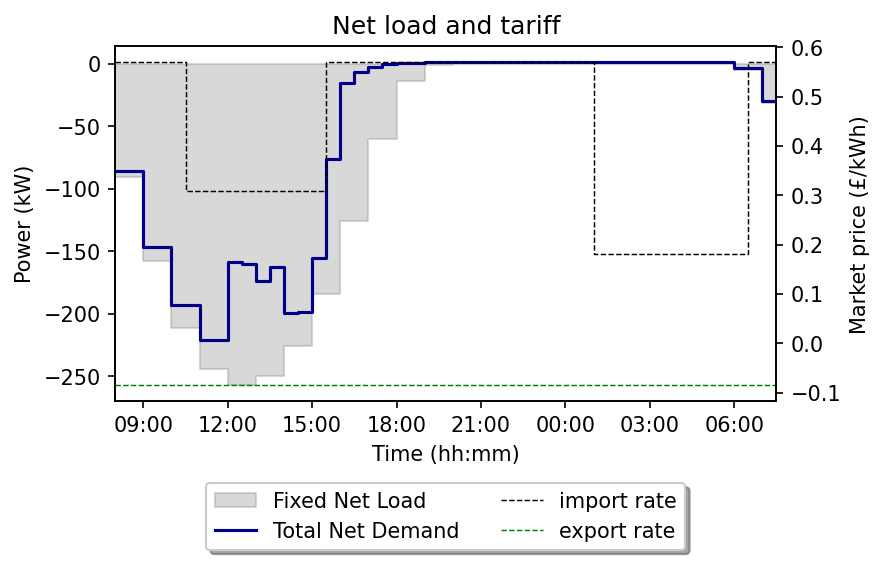 Net load and tariff
Power (kW)
0
−50
−100
−150
−200
−250
0.6
0.5
0.4
0.3
0.2
0.1
0.0
−0.1
Market price (£/kWh)
09:00 12:00 15:00 18:00 21:00 00:00 03:00 06:00
Time (hh:mm)
Fixed Net Load
Total Net Demand
import rate
export rate